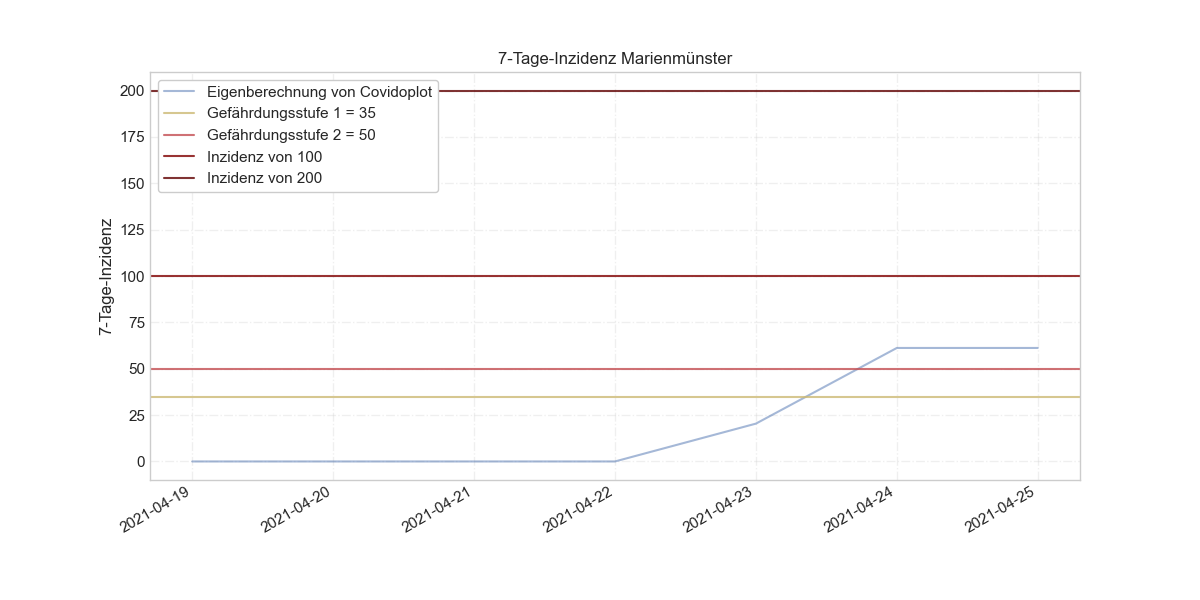 7-Tage-Inzidenz Marienmünster
Eigenberechnung von Covidoplot
Gefährdungsstufe 1 = 35
Gefährdungsstufe 2 = 50
Inzidenz von 100
Inzidenz von 200
7-Tage-Inzidenz
200
175
150
125
100
75
50
25
0
2021-04-19
2021-04-20
2021-04-21
2021-04-22
2021-04-23
2021-04-24
2021-04-25